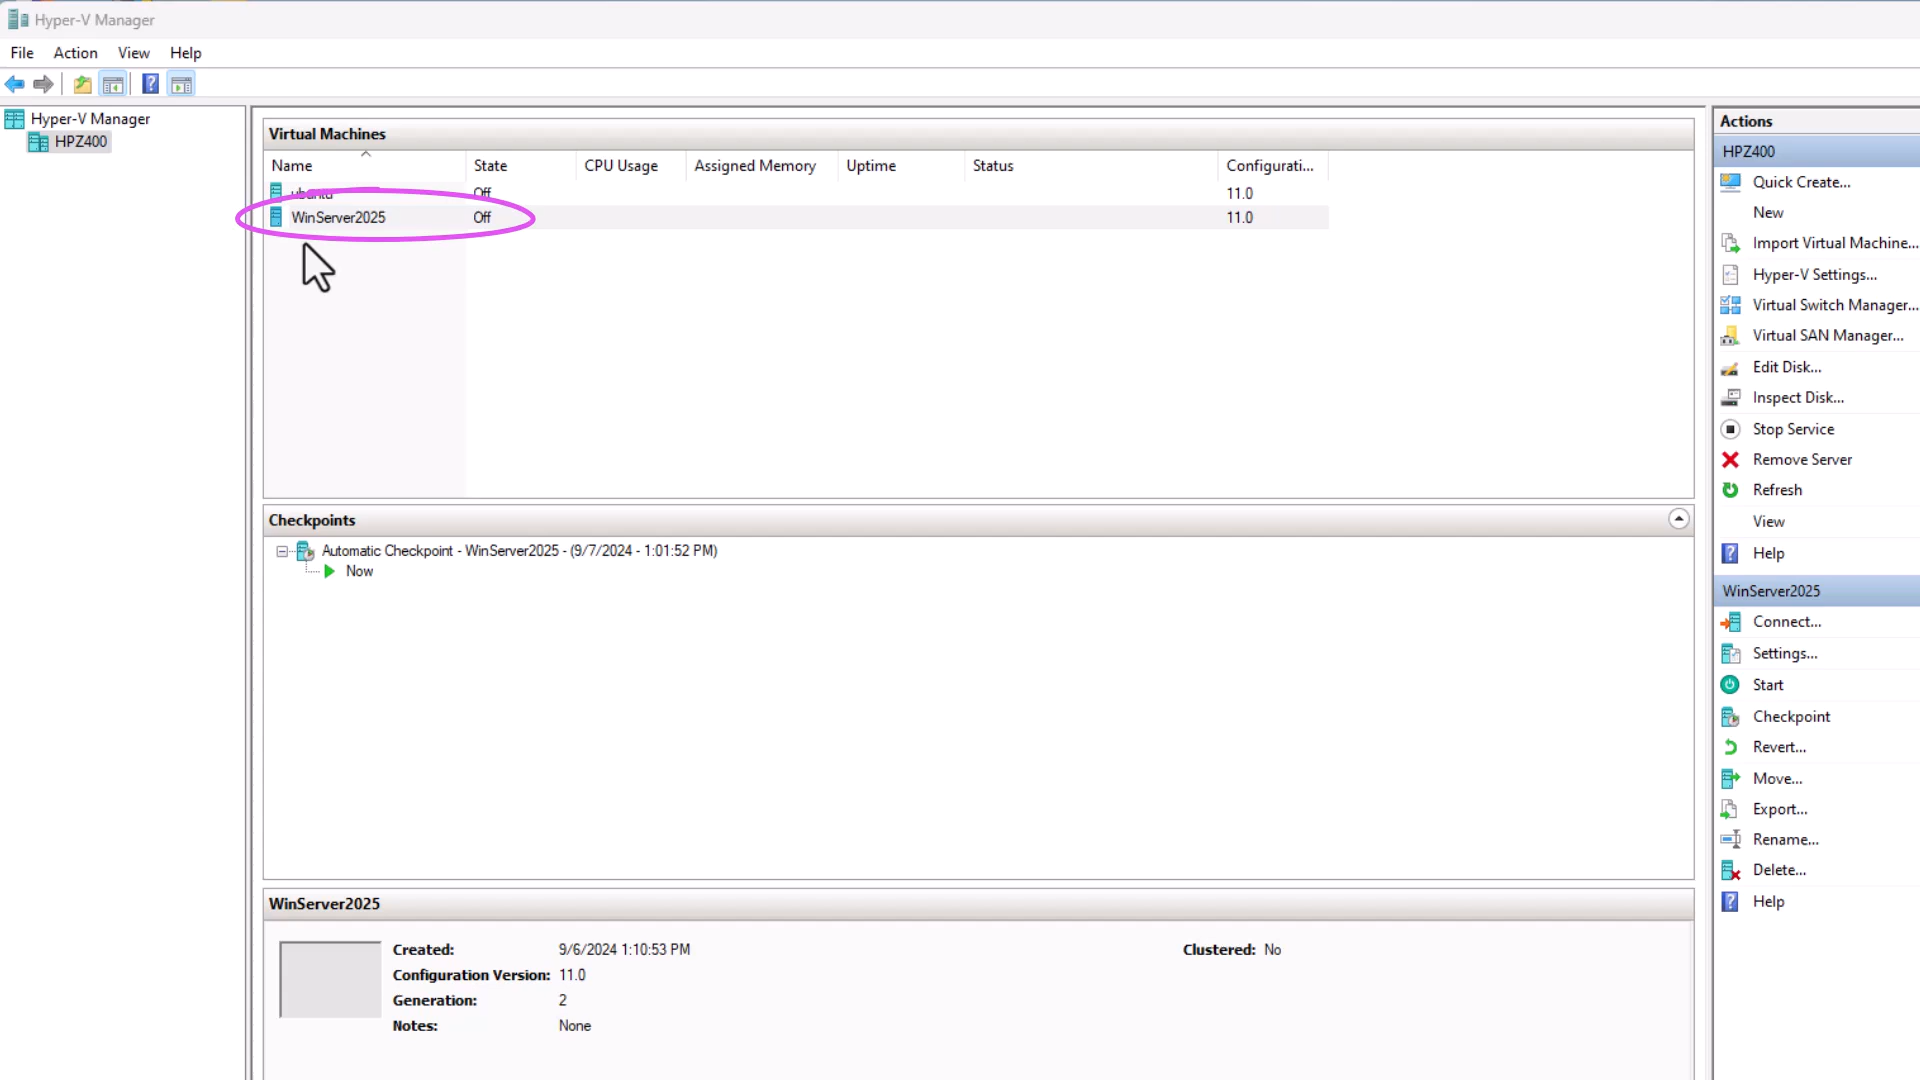 Hyper-V Manager
File Action View Help
Hyper-V Manager
HPZ400
Virtual Machines
Name State CPU Usage Assigned Memory Uptime Status Configurati...
ubuntu Off 11.0
WinServer2025 Off 11.0
Checkpoints
Automatic Checkpoint - WinServer2025 - (9/7/2024 - 1:01:52 PM)
Now
WinServer2025
Created: 9/6/2024 1:10:53 PM Clustered: No
Configuration Version: 11.0
Generation: 2
Notes: None
Actions
HPZ400
Quick Create...
New
Import Virtual Machine...
Hyper-V Settings...
Virtual Switch Manager...
Virtual SAN Manager...
Edit Disk...
Inspect Disk...
Stop Service
Remove Server
Refresh
View
Help
WinServer2025
Connect...
Settings...
Start
Checkpoint
Revert...
Move...
Export...
Rename...
Delete...
Help